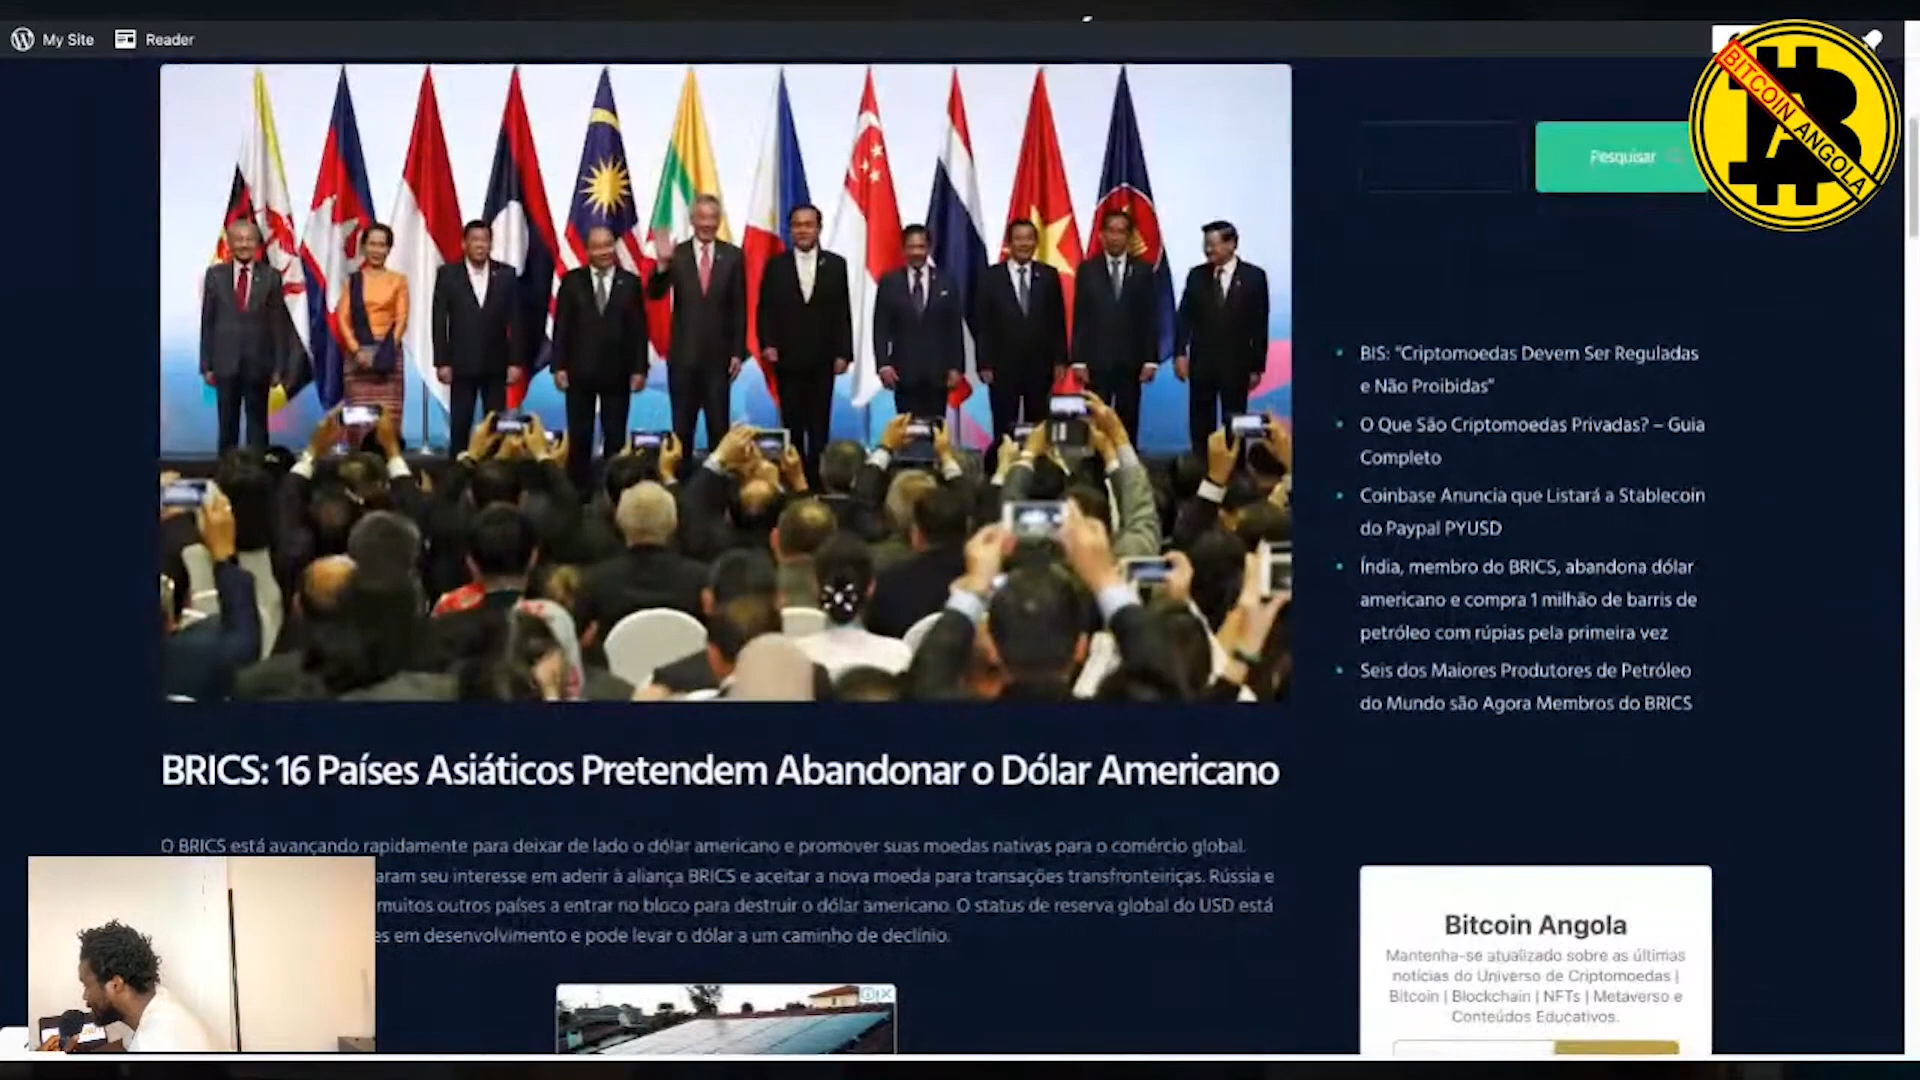 My Site
Reader
BITCOIN ANGOLA
Pesquisar
BIS: "Criptomoedas Devem Ser Reguladas
e Não Proibidas"
O Que São Criptomoedas Privadas? – Guia
Completo
Coinbase Anuncia que Listará a Stablecoin
do Paypal PYUSD
Índia, membro do BRICS, abandona dólar
americano e compra 1 milhão de barris de
petróleo com rúpias pela primeira vez
Seis dos Maiores Produtores de Petróleo
do Mundo são Agora Membros do BRICS
BRICS: 16 Países Asiáticos Pretendem Abandonar o Dólar Americano
O BRICS está avançando rapidamente para deixar de lado o dólar americano e promover suas moedas nativas para o comércio global.
aram seu interesse em aderir à aliança BRICS e aceitar a nova moeda para transações transfronteiriças. Rússia e
muitos outros países a entrar no bloco para destruir o dólar americano. O status de reserva global do USD está
es em desenvolvimento e pode levar o dólar a um caminho de declínio.
Bitcoin Angola
Mantenha-se atualizado sobre as últimas
notícias do Universo de Criptomoedas |
Bitcoin | Blockchain | NFTs | Metaverso e
Conteúdos Educativos.